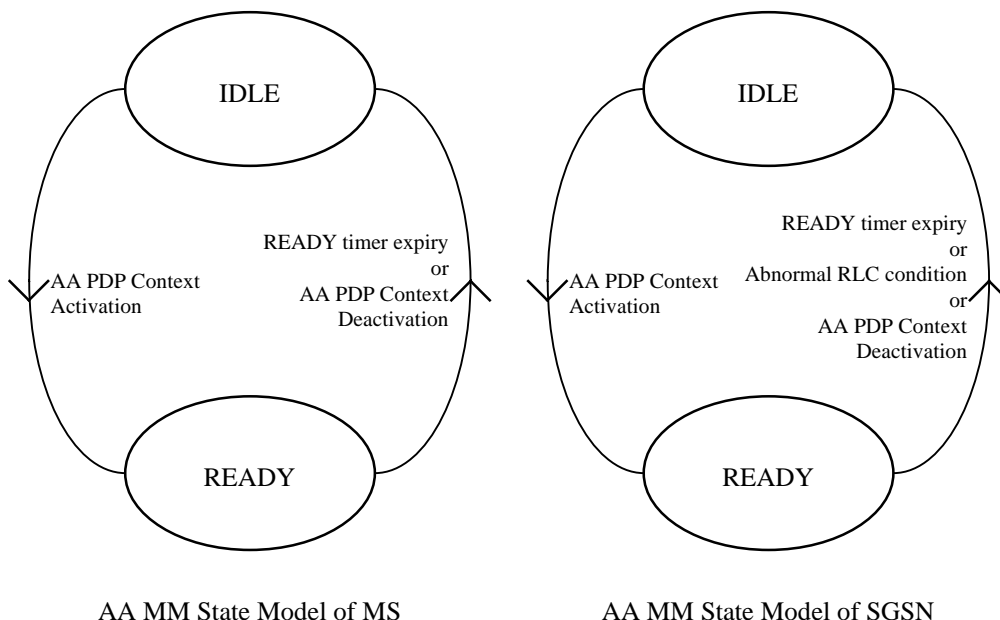 IDLE
AA PDP Context
Activation
READY timer expiry
or
AA PDP Context
Deactivation
READY
AA MM State Model of MS
IDLE
AA PDP Context
Activation
READY timer expiry
or
Abnormal RLC condition
or
AA PDP Context
Deactivation
READY
AA MM State Model of SGSN